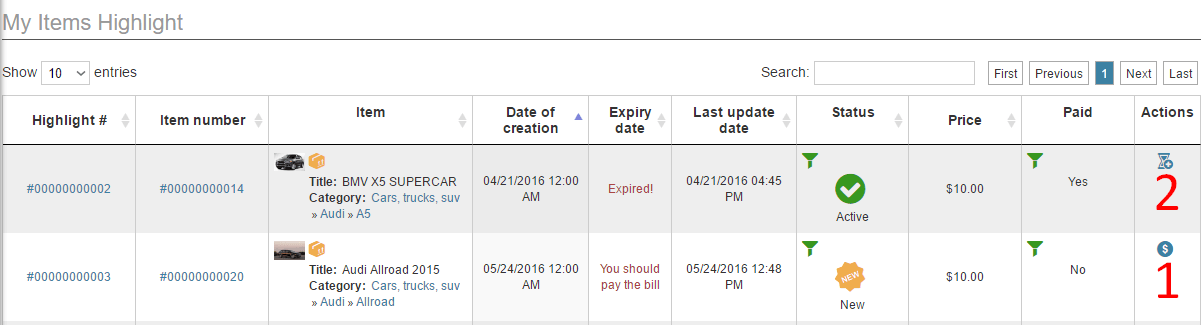 My Items Highlight
Show 10 entries
Search: First Previous 1 Next Last
Highlight # Item number Item Date of creation Expiry date Last update date Status Price Paid Actions
#00000000002 #00000000014
Title: BMV X5 SUPERCAR
Category: Cars, trucks, suv
» Audi » A5
04/21/2016 12:00
AM
Expired!
04/21/2016 04:45
PM
Active
$10.00
Yes
2
#00000000003 #00000000020
Title: Audi Allroad 2015
Category: Cars, trucks, suv
» Audi » Allroad
05/24/2016 12:00
AM
You should
pay the bill
05/24/2016 12:48
PM
NEW
New
$10.00
No
$
1